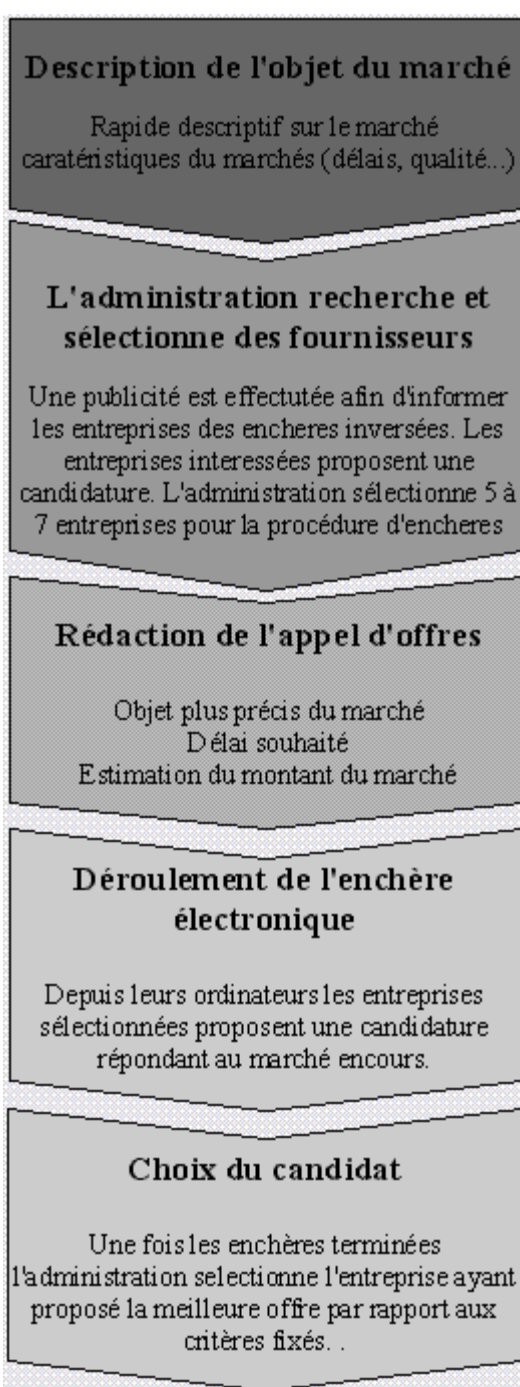 Description de l'objet du marché
Rapide descriptif sur le marché
caratéristiques du marchés (délais, qualité...)
L'administration recherche et
sélectionne des fournisseurs
Une publicité est effectutée afin d'informer
les entreprises des encheres inversées. Les
entreprises interessées proposent une
candidature. L'administration sélectionne 5 à
7 entreprises pour la procédure d'encheres
Rédaction de l'appel d'offres
Objet plus précis du marché
Délai souhaité
Estimation du montant du marché
Déroulement de l'enchère
électronique
Depuis leurs ordinateurs les entreprises
sélectionnées proposent une candidature
répondant au marché encours.
Choix du candidat
Une fois les enchères terminées
l'administration selectionne l'entreprise ayant
proposé la meilleure offre par rapport aux
critères fixés. .